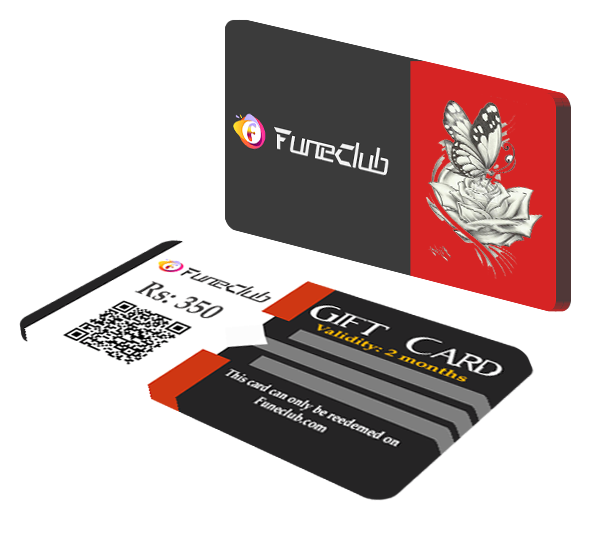 FuneClub
FuneClub
Rs: 350
Gift Card
Validity: 2 months
This card can only be reedemed on
Funeclub.com